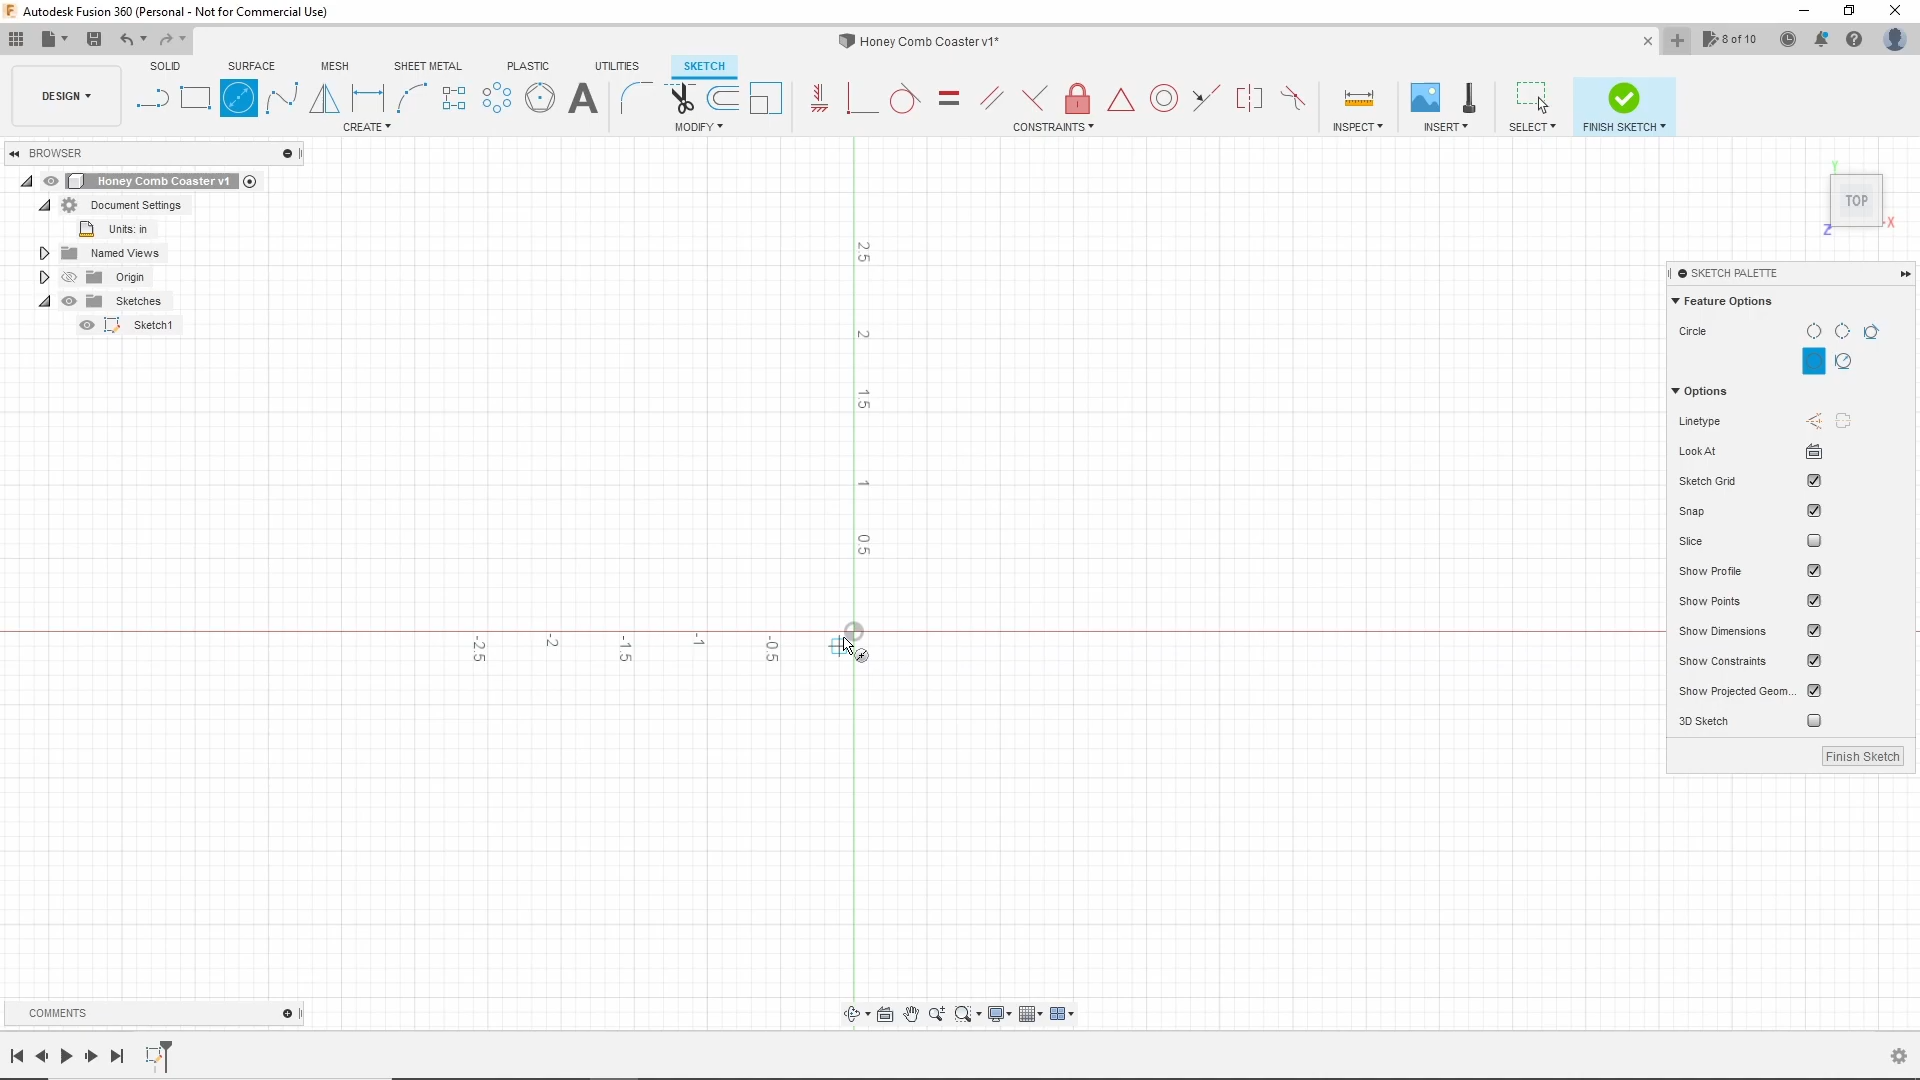 Autodesk Fusion 360 (Personal - Not for Commercial Use)
Honey Comb Coaster v1*
8 of 10
SOLID SURFACE MESH SHEET METAL PLASTIC UTILITIES SKETCH
DESIGN
CREATE MODIFY CONSTRAINTS INSPECT INSERT SELECT FINISH SKETCH
BROWSER
Honey Comb Coaster v1
Document Settings
Units: in
Named Views
Origin
Sketches
Sketch1
2.5
2
1.5
1
0.5
-2.5 -2 -1.5 -1 -0.5
Y
TOP
X
Z
SKETCH PALETTE
Feature Options
Circle
Options
Linetype
Look At
Sketch Grid
Snap
Slice
Show Profile
Show Points
Show Dimensions
Show Constraints
Show Projected Geom...
3D Sketch
Finish Sketch
COMMENTS